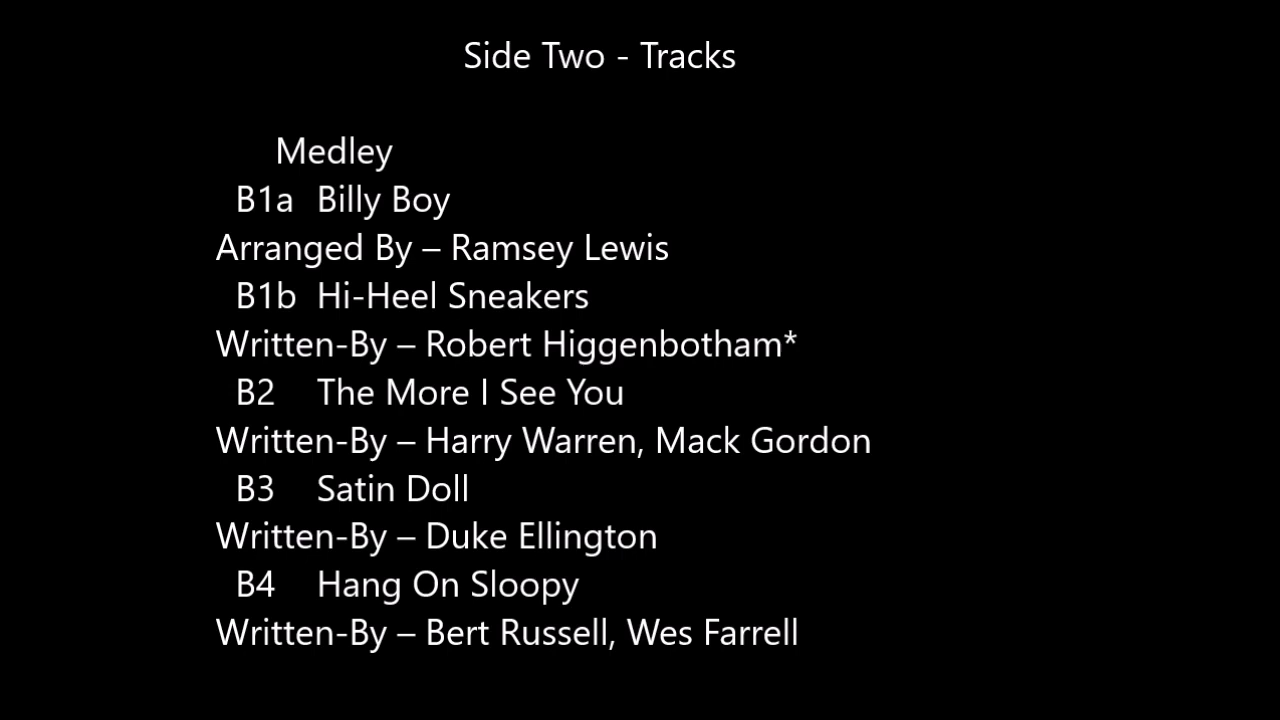 Side Two - Tracks
Medley
B1a Billy Boy
Arranged By – Ramsey Lewis
B1b Hi-Heel Sneakers
Written-By – Robert Higgenbotham*
B2 The More I See You
Written-By – Harry Warren, Mack Gordon
B3 Satin Doll
Written-By – Duke Ellington
B4 Hang On Sloopy
Written-By – Bert Russell, Wes Farrell